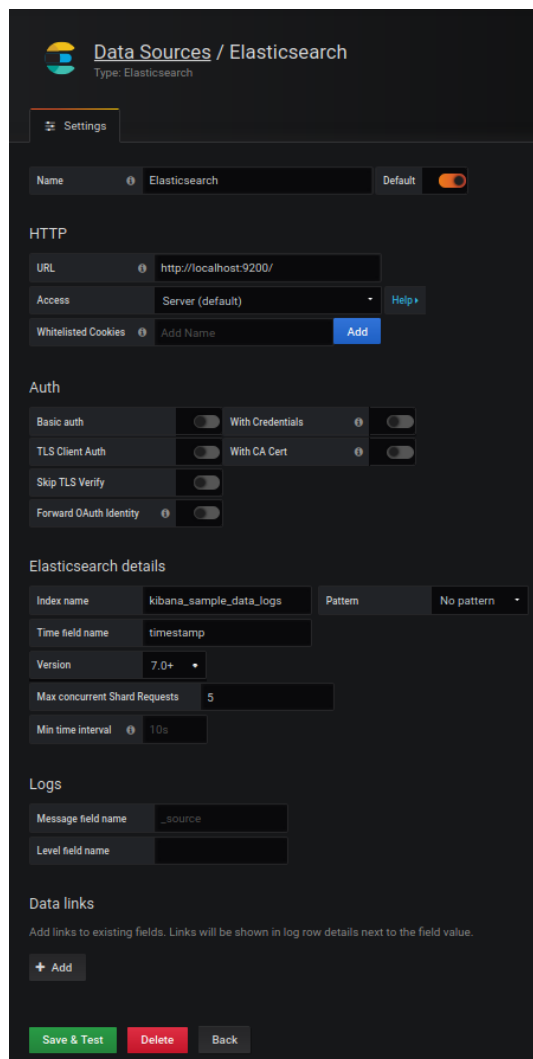 Data Sources / Elasticsearch
Type: Elasticsearch
Settings
Name Elasticsearch Default
HTTP
URL http://localhost:9200/
Access Server (default) Help
Whitelisted Cookies Add Name Add
Auth
Basic auth With Credentials
TLS Client Auth With CA Cert
Skip TLS Verify
Forward OAuth Identity
Elasticsearch details
Index name kibana_sample_data_logs Pattern No pattern
Time field name timestamp
Version 7.0+
Max concurrent Shard Requests 5
Min time interval 10s
Logs
Message field name _source
Level field name
Data links
Add links to existing fields. Links will be shown in log row details next to the field value.
+ Add
Save & Test Delete Back